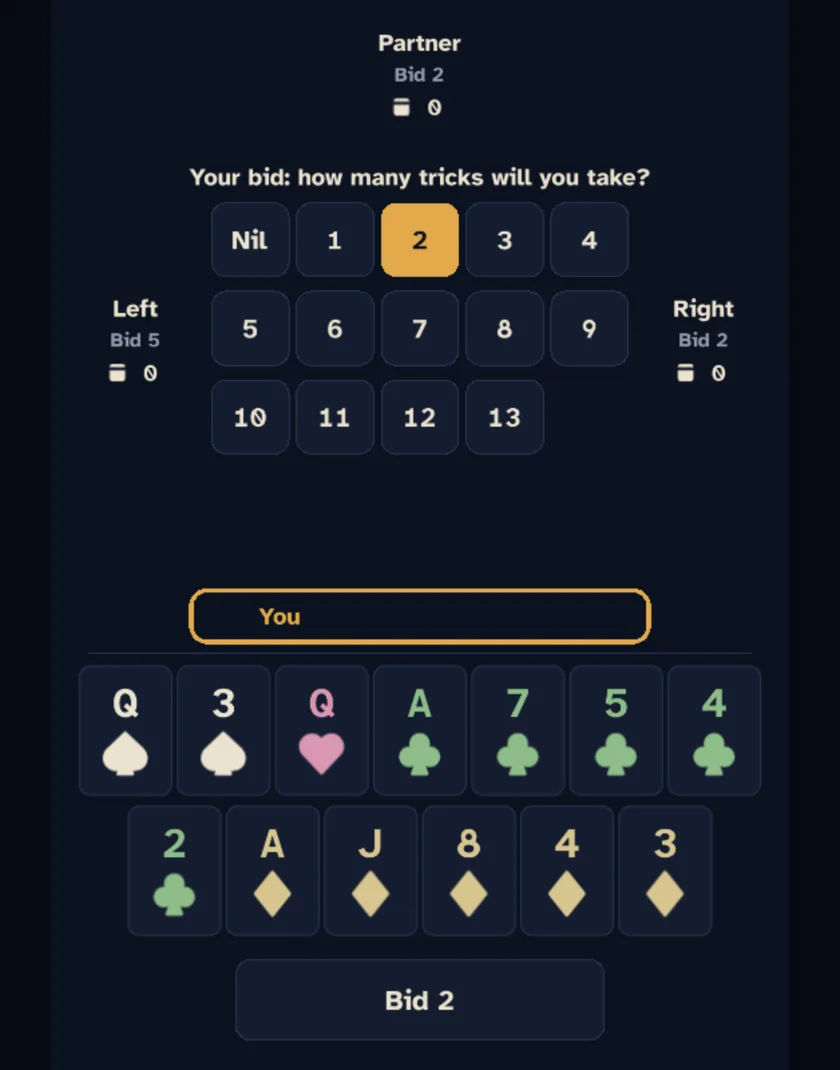 Partner
Bid 2
0
Your bid: how many tricks will you take?
Nil 1 2 3 4
Left
Bid 5
0
5 6 7 8 9
Right
Bid 2
0
10 11 12 13
You
Q 3 Q A 7 5 4
2 A J 8 4 3
Bid 2